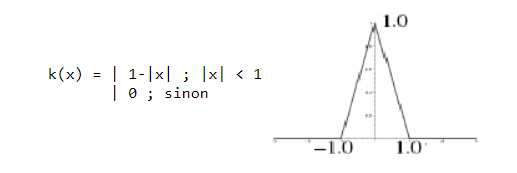 k(x) = | 1-|x| ; |x| < 1
| 0 ; sinon
1.0
-1.0
1.0